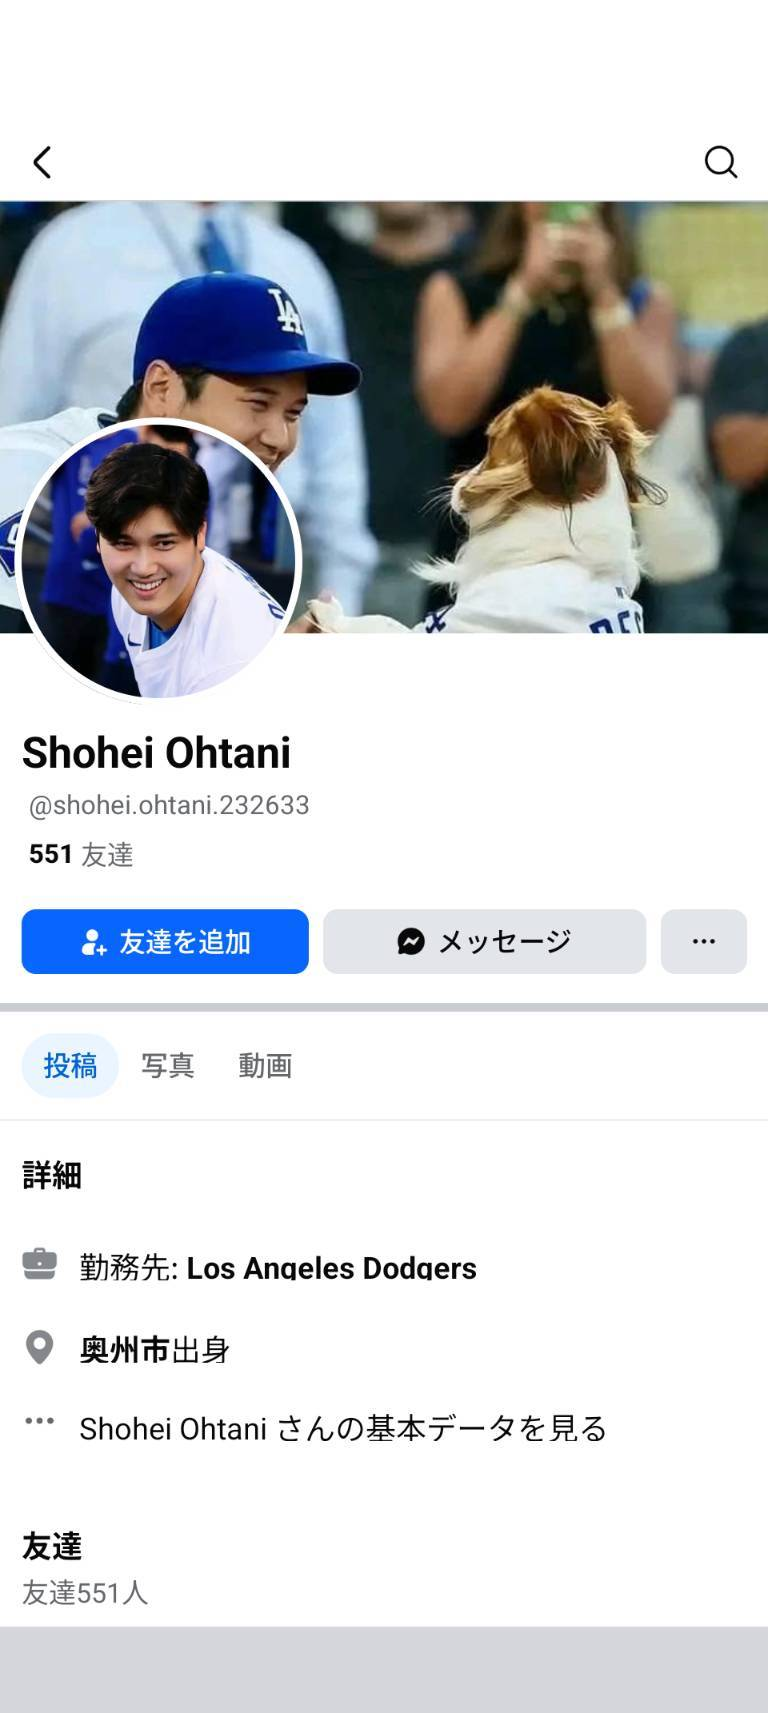 LA
Shohei Ohtani
@shohei.ohtani.232633
551 友達
友達を追加
メッセージ
投稿
写真
動画
詳細
勤務先: Los Angeles Dodgers
奥州市出身
Shohei Ohtani さんの基本データを見る
友達
友達551人